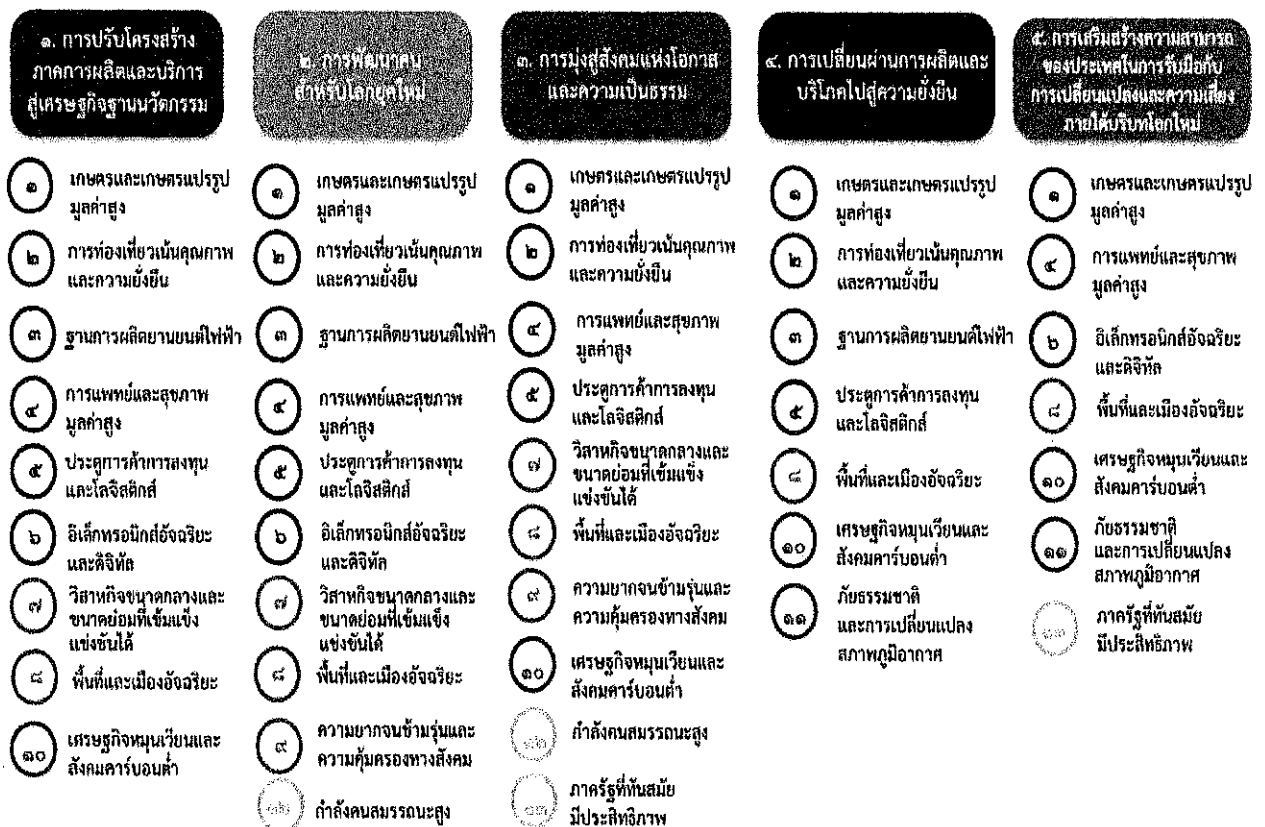 ๑. การปรับโครงสร้าง
ภาคการผลิตและบริการ
สู่เศรษฐกิจฐานนวัตกรรม
๑
เกษตรและเกษตรแปรรูป
มูลค่าสูง
๒
การท่องเที่ยวเน้นคุณภาพ
และความยั่งยืน
๓
ฐานการผลิตยานยนต์ไฟฟ้า
๔
การแพทย์และสุขภาพ
มูลค่าสูง
๕
ประตูการค้าการลงทุน
และโลจิสติกส์
๖
อิเล็กทรอนิกส์อัจฉริยะ
และดิจิทัล
๗
วิสาหกิจขนาดกลางและ
ขนาดย่อมที่เข้มแข็ง
แข่งขันได้
๘
พื้นที่และเมืองอัจฉริยะ
๑๐
เศรษฐกิจหมุนเวียนและ
สังคมคาร์บอนต่ำ
๒. การพัฒนาคน
สำหรับโลกยุคใหม่
๑
เกษตรและเกษตรแปรรูป
มูลค่าสูง
๒
การท่องเที่ยวเน้นคุณภาพ
และความยั่งยืน
๓
ฐานการผลิตยานยนต์ไฟฟ้า
๔
การแพทย์และสุขภาพ
มูลค่าสูง
๕
ประตูการค้าการลงทุน
และโลจิสติกส์
๖
อิเล็กทรอนิกส์อัจฉริยะ
และดิจิทัล
๗
วิสาหกิจขนาดกลางและ
ขนาดย่อมที่เข้มแข็ง
แข่งขันได้
๘
พื้นที่และเมืองอัจฉริยะ
๙
ความยากจนข้ามรุ่นและ
ความคุ้มครองทางสังคม
๑๒
กำลังคนสมรรถนะสูง
๓. การมุ่งสู่สังคมแห่งโอกาส
และความเป็นธรรม
๑
เกษตรและเกษตรแปรรูป
มูลค่าสูง
๒
การท่องเที่ยวเน้นคุณภาพ
และความยั่งยืน
๔
การแพทย์และสุขภาพ
มูลค่าสูง
๕
ประตูการค้าการลงทุน
และโลจิสติกส์
๗
วิสาหกิจขนาดกลางและ
ขนาดย่อมที่เข้มแข็ง
แข่งขันได้
๘
พื้นที่และเมืองอัจฉริยะ
๙
ความยากจนข้ามรุ่นและ
ความคุ้มครองทางสังคม
๑๐
เศรษฐกิจหมุนเวียนและ
สังคมคาร์บอนต่ำ
๑๒
กำลังคนสมรรถนะสูง
๑๓
ภาครัฐที่ทันสมัย
มีประสิทธิภาพ
๔. การเปลี่ยนผ่านการผลิตและ
บริโภคไปสู่ความยั่งยืน
๑
เกษตรและเกษตรแปรรูป
มูลค่าสูง
๒
การท่องเที่ยวเน้นคุณภาพ
และความยั่งยืน
๓
ฐานการผลิตยานยนต์ไฟฟ้า
๕
ประตูการค้าการลงทุน
และโลจิสติกส์
๘
พื้นที่และเมืองอัจฉริยะ
๑๐
เศรษฐกิจหมุนเวียนและ
สังคมคาร์บอนต่ำ
๑๑
ภัยธรรมชาติ
และการเปลี่ยนแปลง
สภาพภูมิอากาศ
๕. การเสริมสร้างความสามารถ
ของประเทศในการรับมือกับ
การเปลี่ยนแปลงและความเสี่ยง
ภายใต้บริบทโลกใหม่
๑
เกษตรและเกษตรแปรรูป
มูลค่าสูง
๔
การแพทย์และสุขภาพ
มูลค่าสูง
๖
อิเล็กทรอนิกส์อัจฉริยะ
และดิจิทัล
๘
พื้นที่และเมืองอัจฉริยะ
๑๐
เศรษฐกิจหมุนเวียนและ
สังคมคาร์บอนต่ำ
๑๑
ภัยธรรมชาติ
และการเปลี่ยนแปลง
สภาพภูมิอากาศ
๑๓
ภาครัฐที่ทันสมัย
มีประสิทธิภาพ